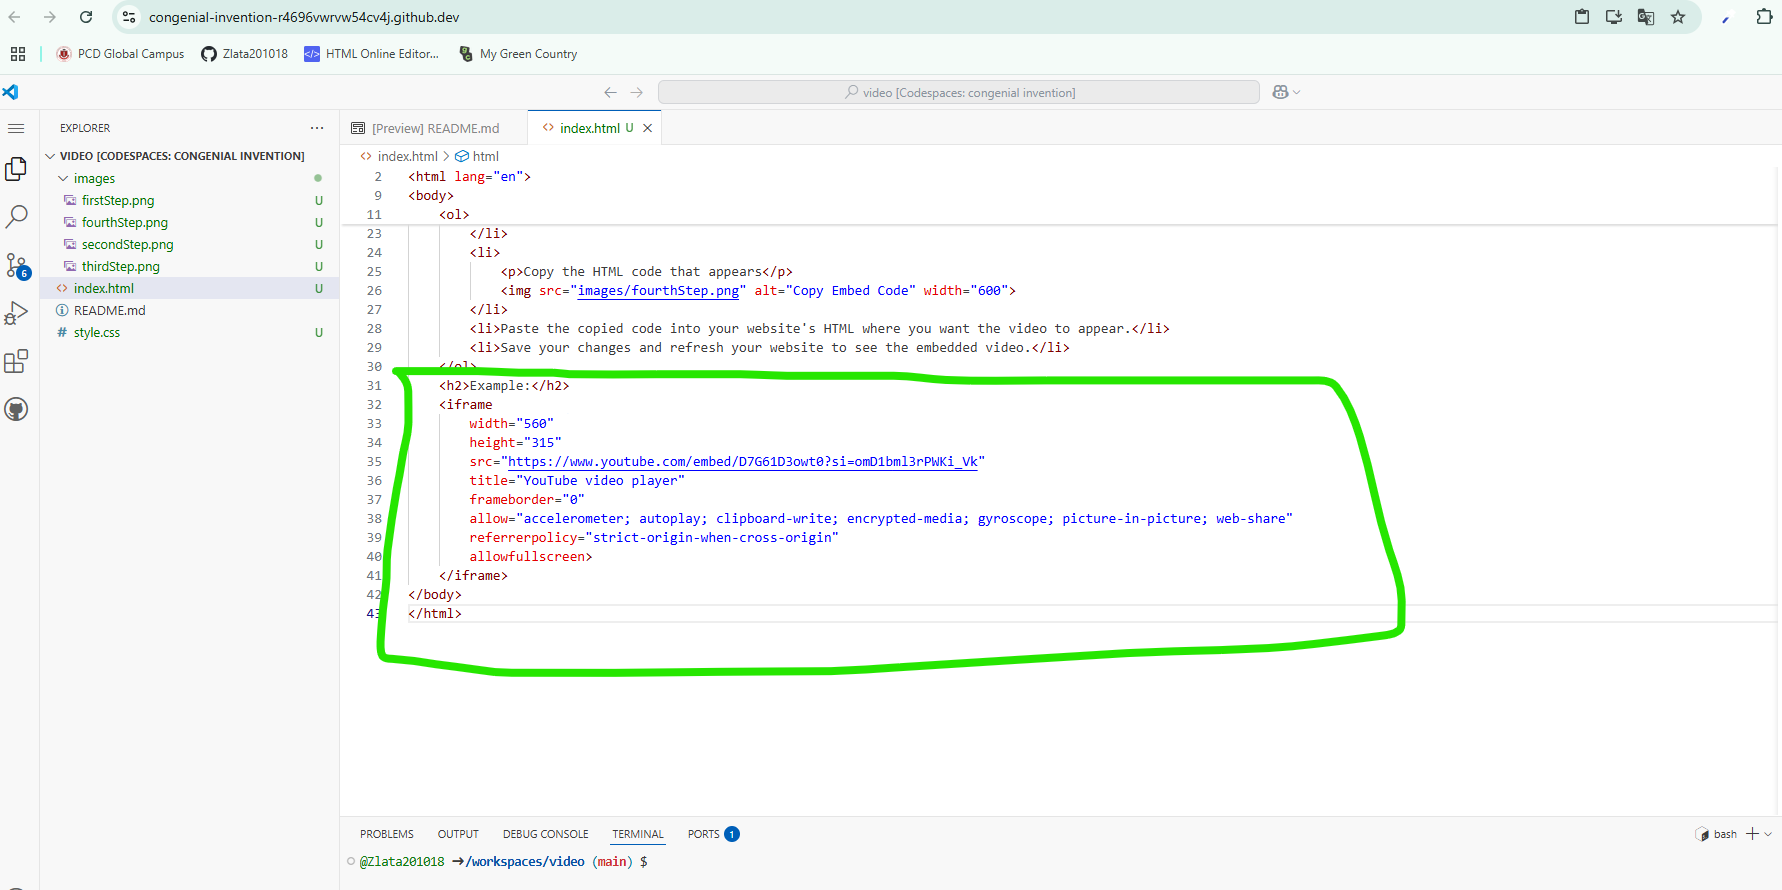 congenial-invention-r4696vwrvw54cv4j.github.dev
PCD Global Campus
Zlata201018
HTML Online Editor...
My Green Country
video [Codespaces: congenial invention]
EXPLORER
VIDEO [CODESPACES: CONGENIAL INVENTION]
images
firstStep.png U
fourthStep.png U
secondStep.png U
thirdStep.png U
index.html U
README.md
# style.css U
6
[Preview] README.md
<> index.html U
<> index.html > html
2 <html lang="en">
9 <body>
11 <ol>
23 </li>
24 <li>
25 <p>Copy the HTML code that appears</p>
26 <img src="images/fourthStep.png" alt="Copy Embed Code" width="600">
27 </li>
28 <li>Paste the copied code into your website's HTML where you want the video to appear.</li>
29 <li>Save your changes and refresh your website to see the embedded video.</li>
30 </ol>
31 <h2>Example:</h2>
32 <iframe
33 width="560"
34 height="315"
35 src="https://www.youtube.com/embed/D7G61D3owt0?si=omD1bml3rPWKi_Vk"
36 title="YouTube video player"
37 frameborder="0"
38 allow="accelerometer; autoplay; clipboard-write; encrypted-media; gyroscope; picture-in-picture; web-share"
39 referrerpolicy="strict-origin-when-cross-origin"
40 allowfullscreen>
41 </iframe>
42 </body>
43 </html>
PROBLEMS OUTPUT DEBUG CONSOLE TERMINAL PORTS 1
bash
@Zlata201018 ➜/workspaces/video (main) $